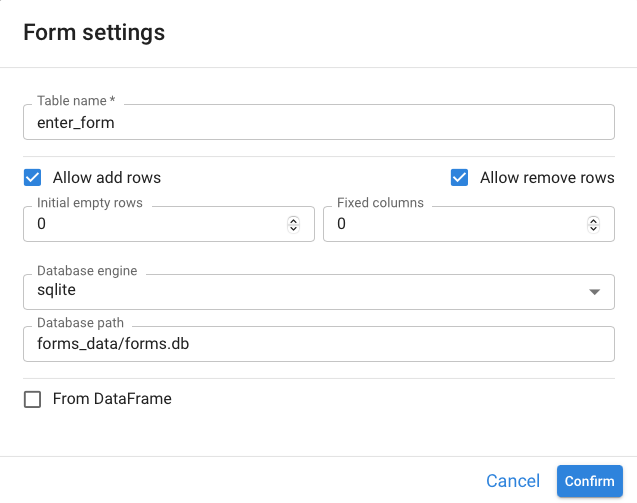 Form settings
Table name *
enter_form
Allow add rows
Allow remove rows
Initial empty rows
Fixed columns
0
0
Database engine
sqlite
Database path
forms_data/forms.db
From DataFrame
Cancel
Confirm